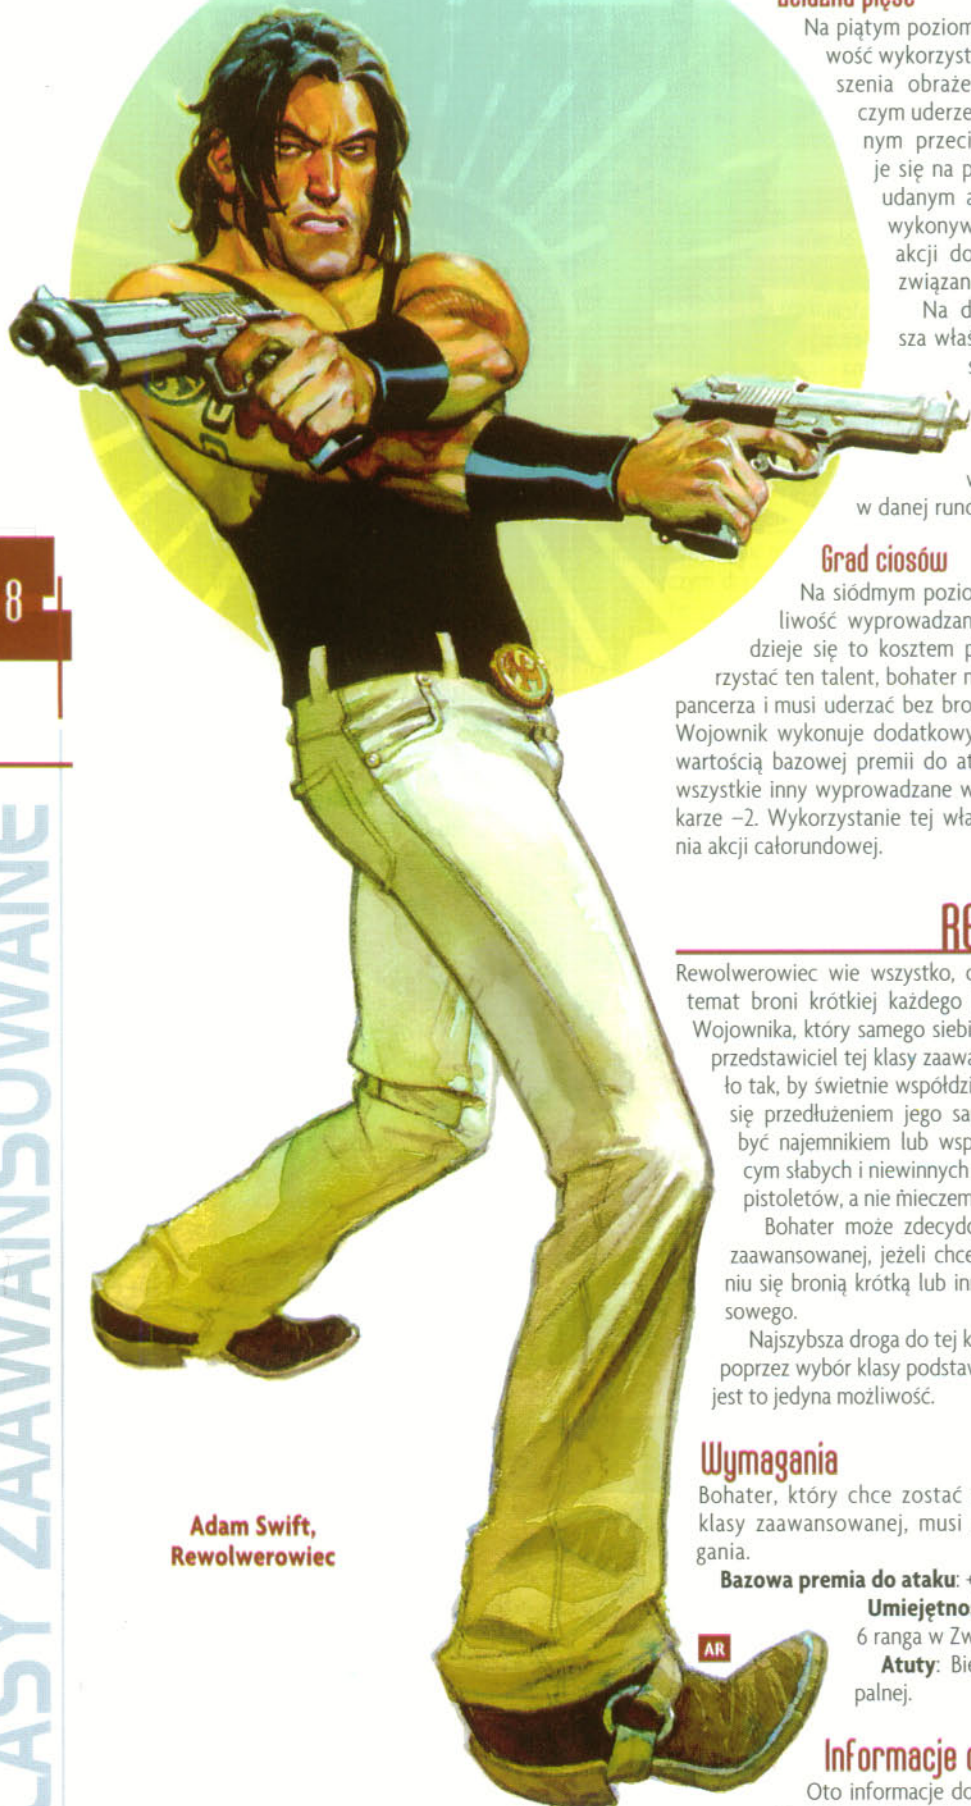 Na piątym poziom
wość wykorzyst
szenia obraże
czym uderze
nym przeci
je się na p
udanym a
wykonyw
akcji do
związan
Na d
sza włas
s
w danej runc
Grad ciosów
Na siódmym pozio
liwość wyprowadzan
dzieje się to kosztem p
rzystać ten talent, bohater n
pancerza i musi uderzać bez bro
Wojownik wykonuje dodatkowy
wartością bazowej premii do at
wszystkie inny wyprowadzane w
karze –2. Wykorzystanie tej wła
nia akcji całorundowej.
RE
Rewolwerowiec wie wszystko, c
temat broni krótkiej każdego
Wojownika, który samego siebi
przedstawiciel tej klasy zaawa
ło tak, by świetnie współdzi
się przedłużeniem jego sa
być najemnikiem lub wsp
cym słabych i niewinnych
pistoletów, a nie mieczem
Bohater może zdecydo
zaawansowanej, jeżeli chce
niu się bronią krótką lub in
sowego.
Najszybsza droga do tej k
poprzez wybór klasy podstaw
jest to jedyna możliwość.
Wymagania
Bohater, który chce zostać
klasy zaawansowanej, musi
gania.
Bazowa premia do ataku: +
Umiejętno
6 ranga w Zw
Atuty: Bie
palnej.
Informacje o
Oto informacje do
Adam Swift,
Rewolwerowiec
AR
8
LASY ZAAWANSOWANE